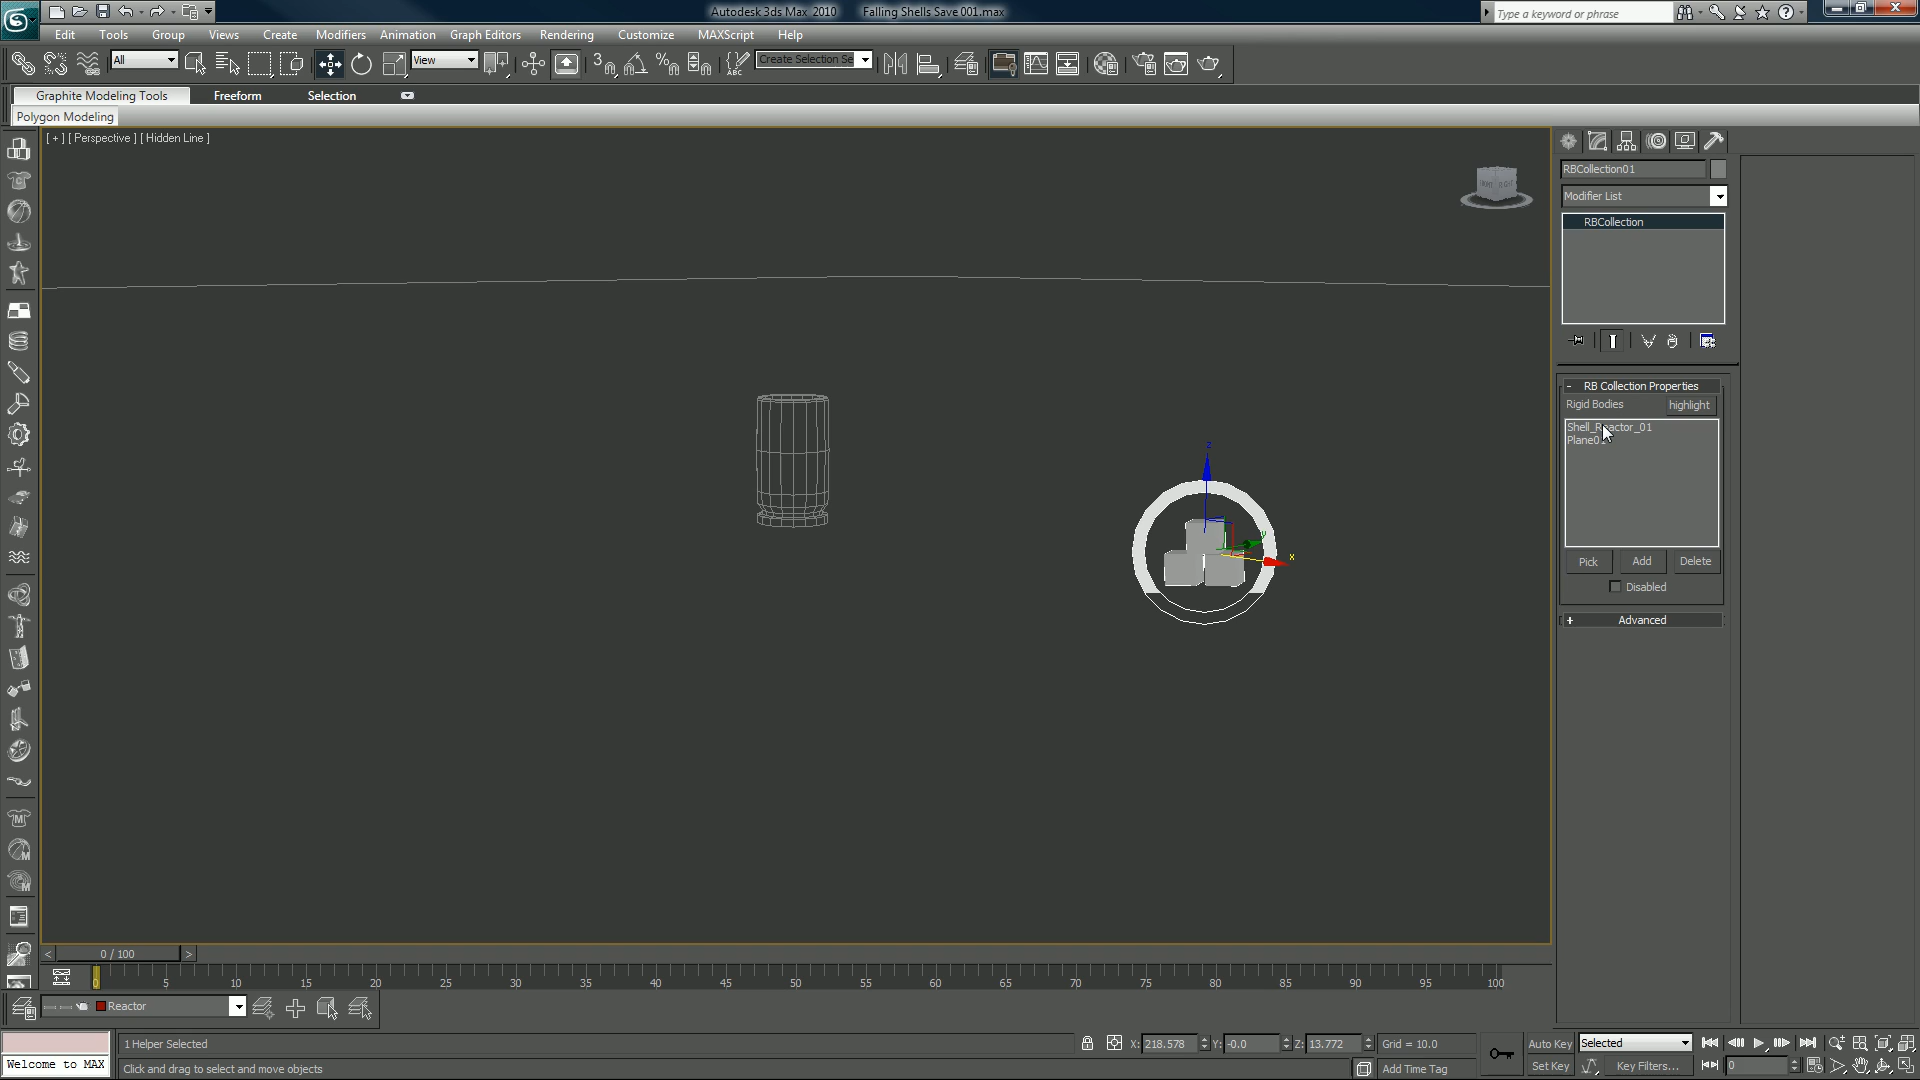 Autodesk 3ds Max 2010 Falling Shells Save 001.max
Type a keyword or phrase
Edit Tools Group Views Create Modifiers Animation Graph Editors Rendering Customize MAXScript Help
All View 3 ABC Create Selection Se
Graphite Modeling Tools Freeform Selection
Polygon Modeling
[ + ] [ Perspective ] [ Hidden Line ]
RBCollection01
Modifier List
RBCollection
- RB Collection Properties
Rigid Bodies highlight
Shell_Reactor_01
Pick Add Delete
Disabled
+ Advanced
z
y
x
< 0 / 100 >
0 5 10 15 20 25 30 35 40 45 50 55 60 65 70 75 80 85 90 95 100
Reactor
1 Helper Selected X: 218.578 Y: -0.0 Z: 13.772 Grid = 10.0 Auto Key Selected
Welcome to MAX Click and drag to select and move objects Add Time Tag Set Key Key Filters... 0